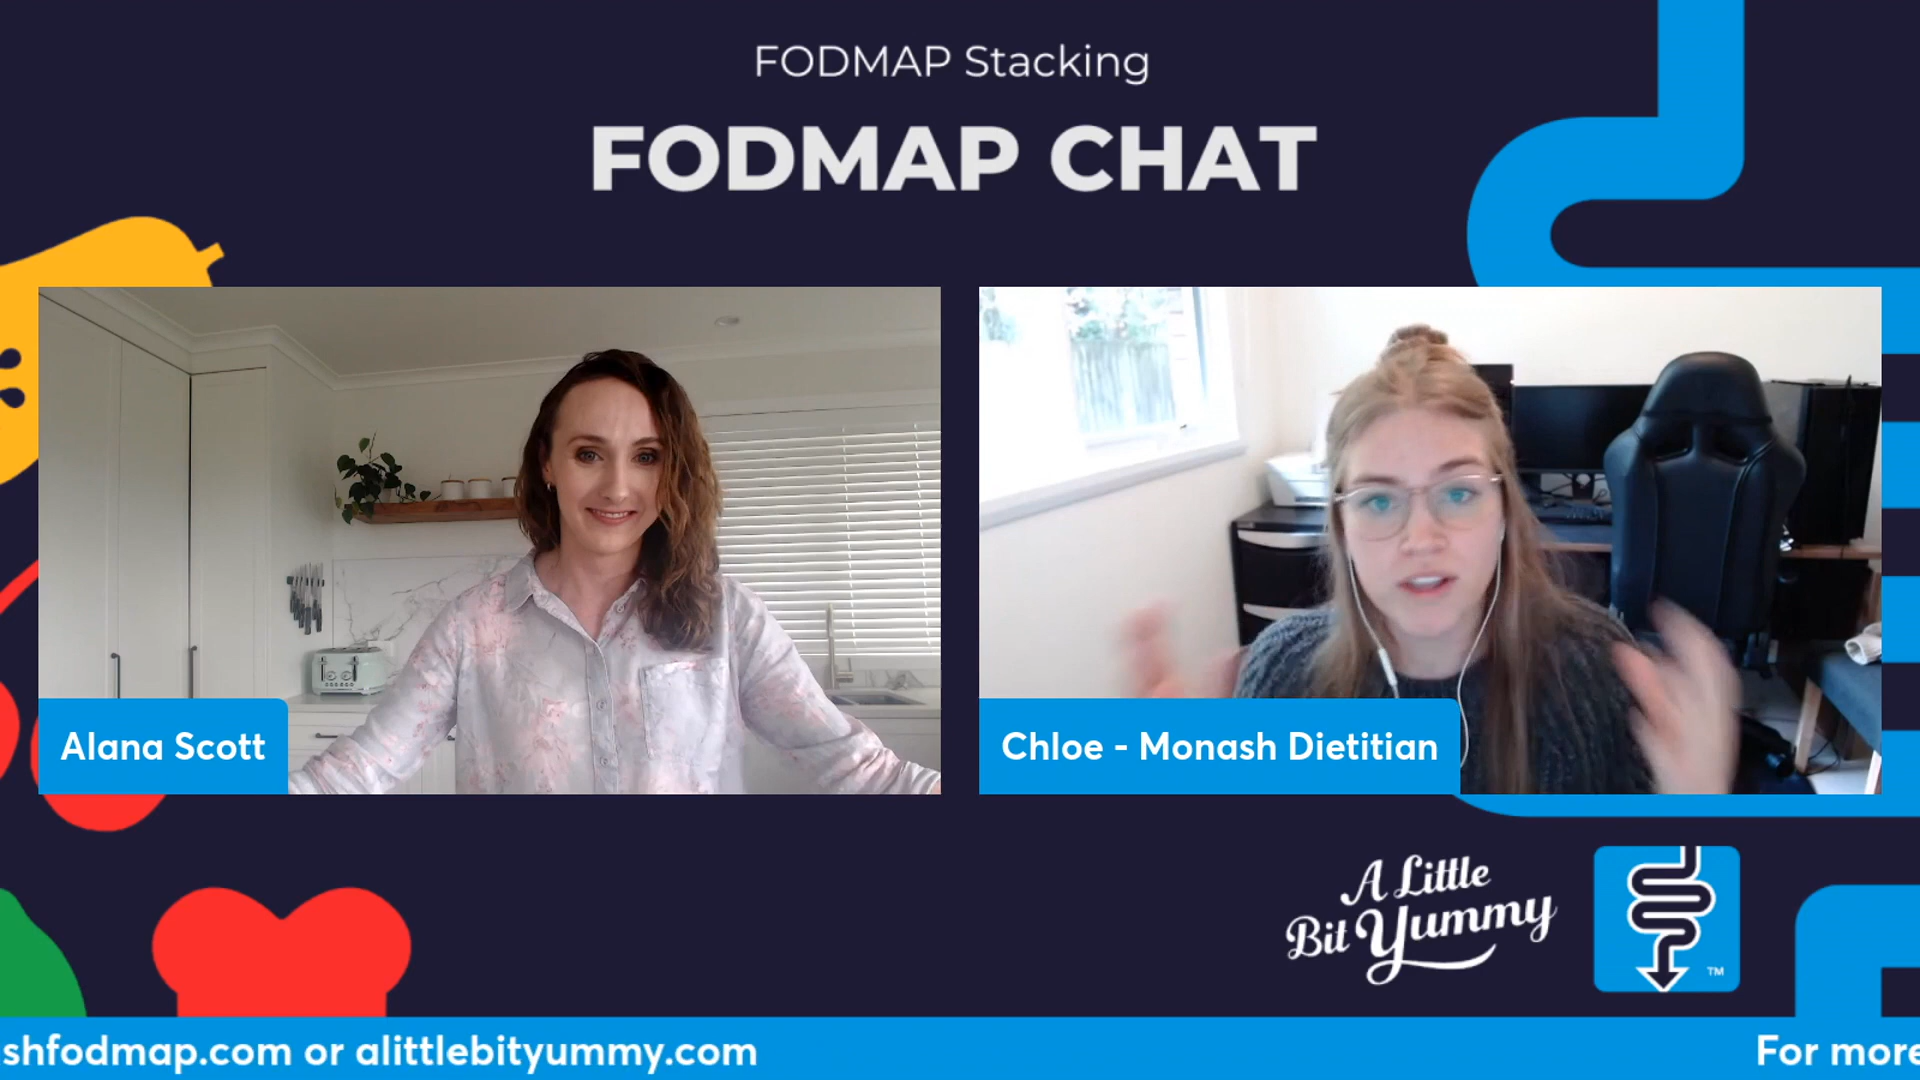 FODMAP Stacking
FODMAP CHAT
Alana Scott
Chloe - Monash Dietitian
A Little
Bit Yummy
TM
shfodmap.com or alittlebityummy.com
For more